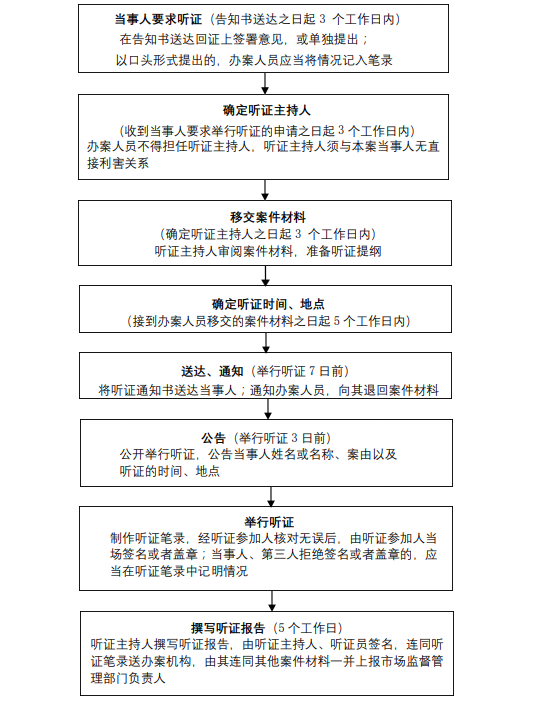 当事人要求听证（告知书送达之日起 3 个工作日内）
在告知书送达回证上签署意见，或单独提出；
以口头形式提出的，办案人员应当将情况记入笔录
确定听证主持人
（收到当事人要求举行听证的申请之日起 3 个工作日内）
办案人员不得担任听证主持人，听证主持人须与本案当事人无直
接利害关系
移交案件材料
（确定听证主持人之日起 3 个工作日内）
听证主持人审阅案件材料，准备听证提纲
确定听证时间、地点
（接到办案人员移交的案件材料之日起 5 个工作日内）
送达、通知（举行听证 7 日前）
将听证通知书送达当事人；通知办案人员，向其退回案件材料
公告（举行听证 3 日前）
公开举行听证，公告当事人姓名或名称、案由以及
听证的时间、地点
举行听证
制作听证笔录，经听证参加人核对无误后，由听证参加人当
场签名或者盖章；当事人、第三人拒绝签名或者盖章的，应
当在听证笔录中记明情况
撰写听证报告（5 个工作日）
听证主持人撰写听证报告，由听证主持人、听证员签名，连同听
证笔录送办案机构，由其连同其他案件材料一并上报市场监督管
理部门负责人